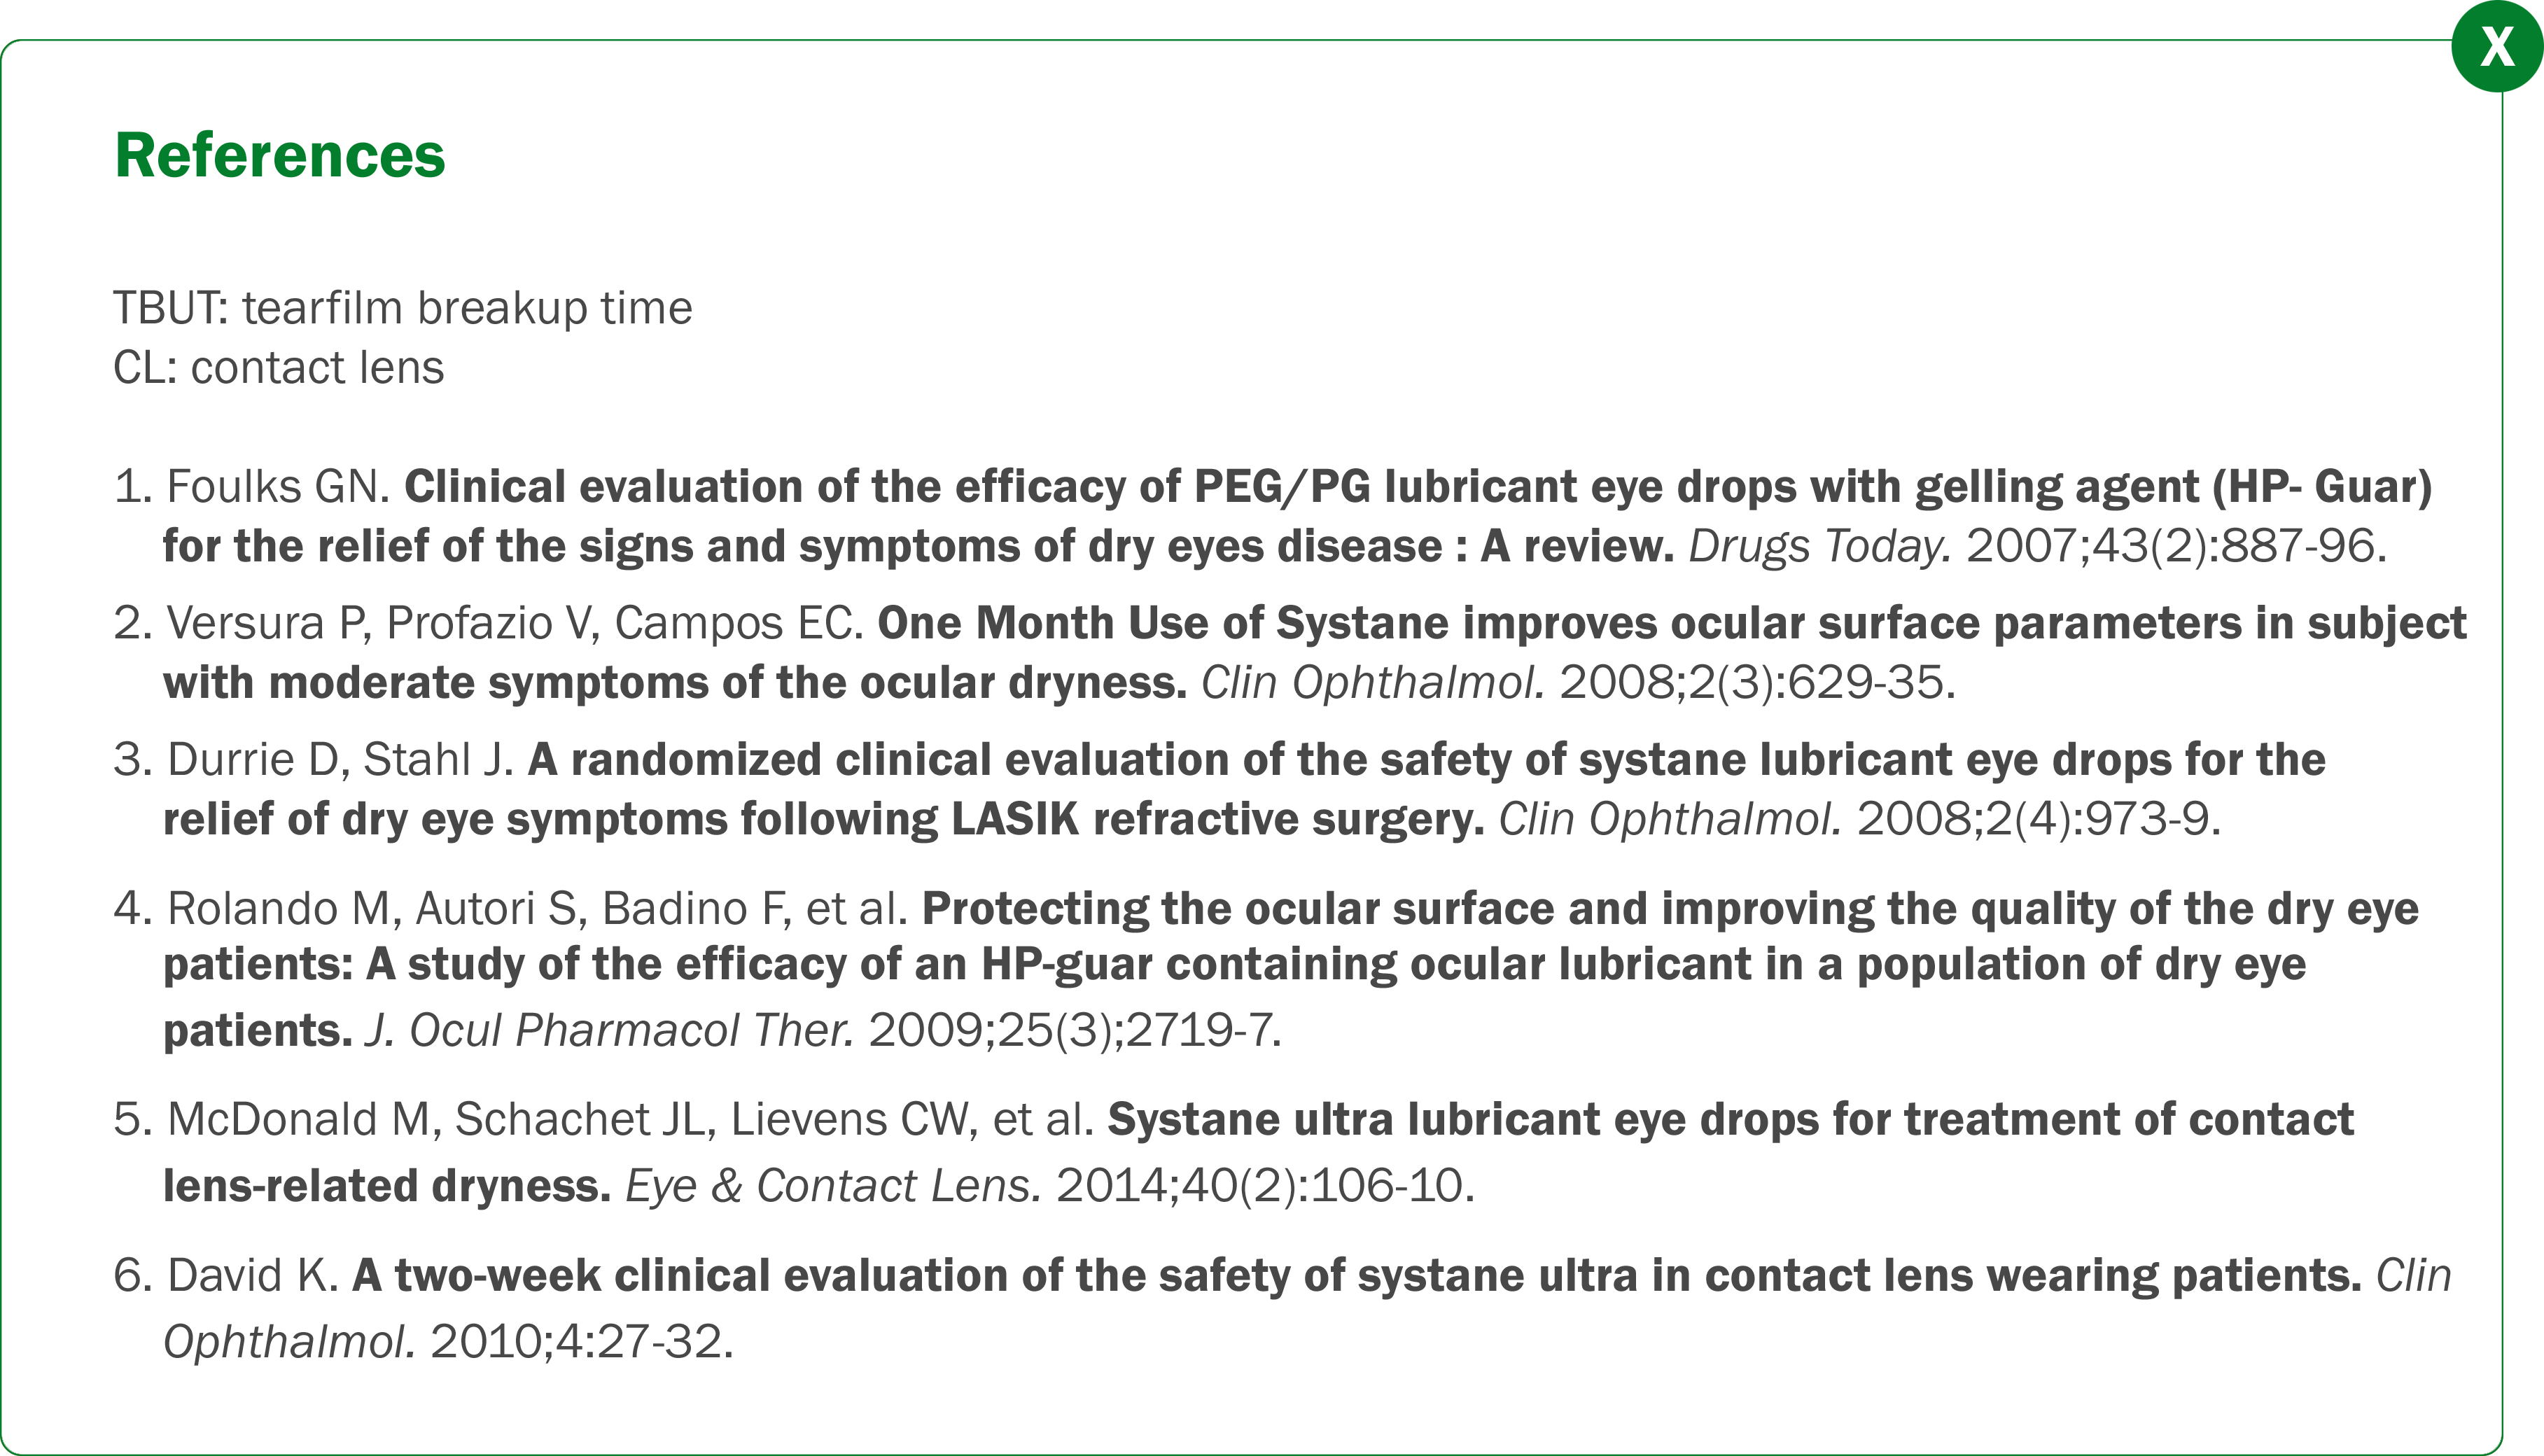 X
References
TBUT: tearfilm breakup time
CL: contact lens
1. Foulks GN. Clinical evaluation of the efficacy of PEG/PG lubricant eye drops with gelling agent (HP- Guar)
for the relief of the signs and symptoms of dry eyes disease : A review. Drugs Today. 2007;43(2):887-96.
2. Versura P, Profazio V, Campos EC. One Month Use of Systane improves ocular surface parameters in subject
with moderate symptoms of the ocular dryness. Clin Ophthalmol. 2008;2(3):629-35.
3. Durrie D, Stahl J. A randomized clinical evaluation of the safety of systane lubricant eye drops for the
relief of dry eye symptoms following LASIK refractive surgery. Clin Ophthalmol. 2008;2(4):973-9.
4. Rolando M, Autori S, Badino F, et al. Protecting the ocular surface and improving the quality of the dry eye
patients: A study of the efficacy of an HP-guar containing ocular lubricant in a population of dry eye
patients. J. Ocul Pharmacol Ther. 2009;25(3);2719-7.
5. McDonald M, Schachet JL, Lievens CW, et al. Systane ultra lubricant eye drops for treatment of contact
lens-related dryness. Eye & Contact Lens. 2014;40(2):106-10.
6. David K. A two-week clinical evaluation of the safety of systane ultra in contact lens wearing patients. Clin
Ophthalmol. 2010;4:27-32.